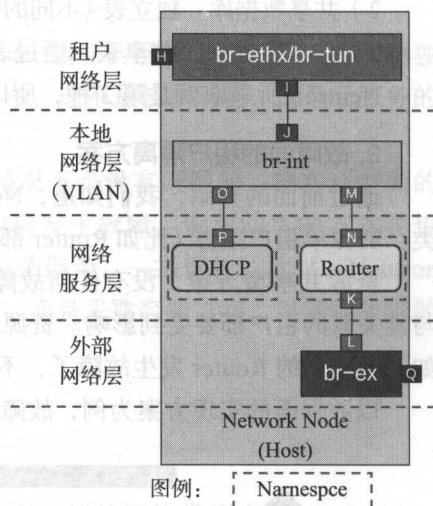 租户
网络层
H
br-ethx/br-tun
I
本地
网络层
(VLAN)
J
br-int
O
M
网络
服务层
P
N
DHCP
Router
K
外部
网络层
L
br-ex
Q
Network Node
(Host)
图例：
Narnespce